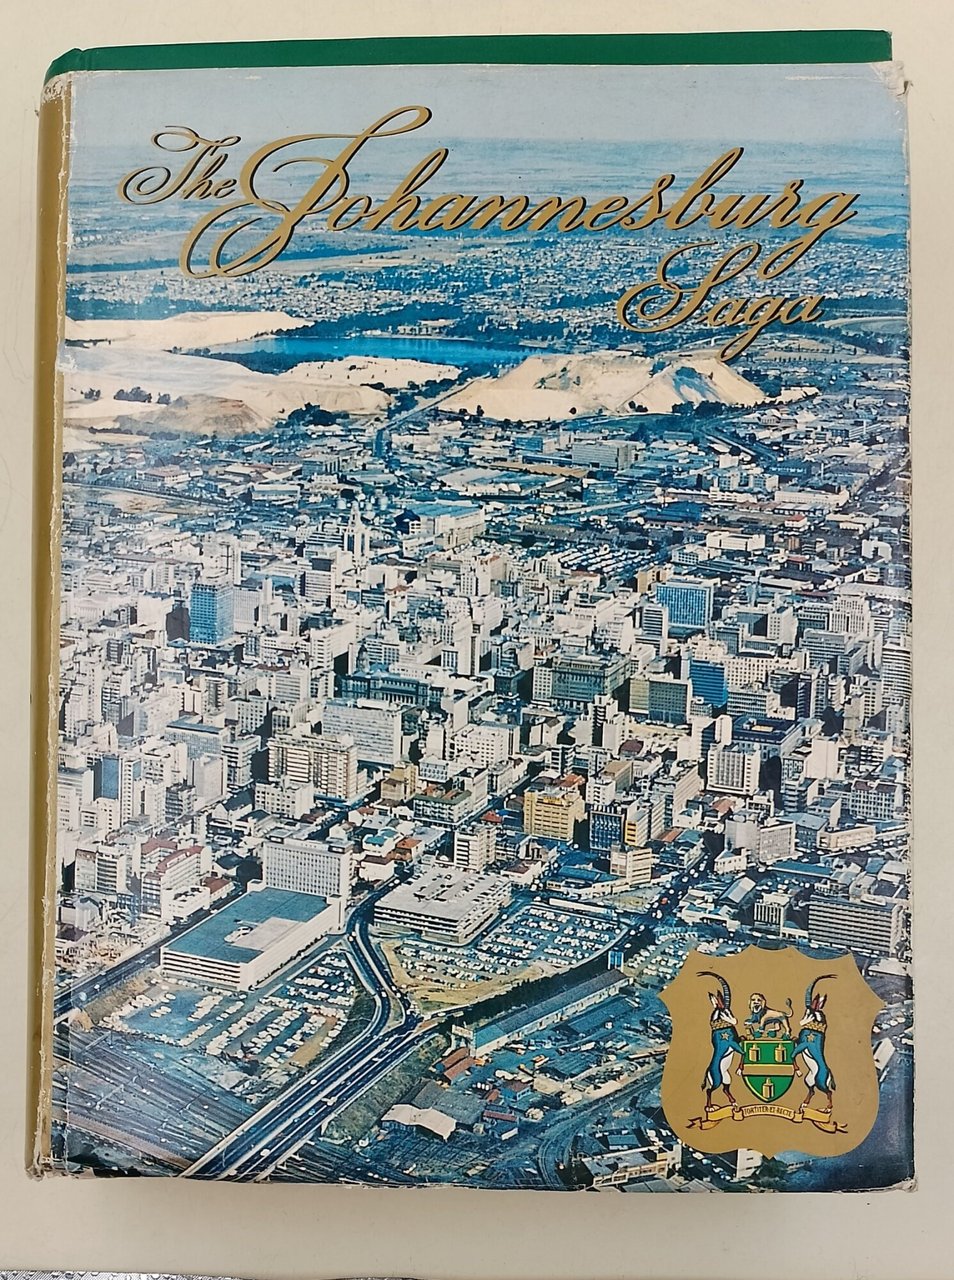 The Johannesburg
Saga
FORTITER ET RECTE